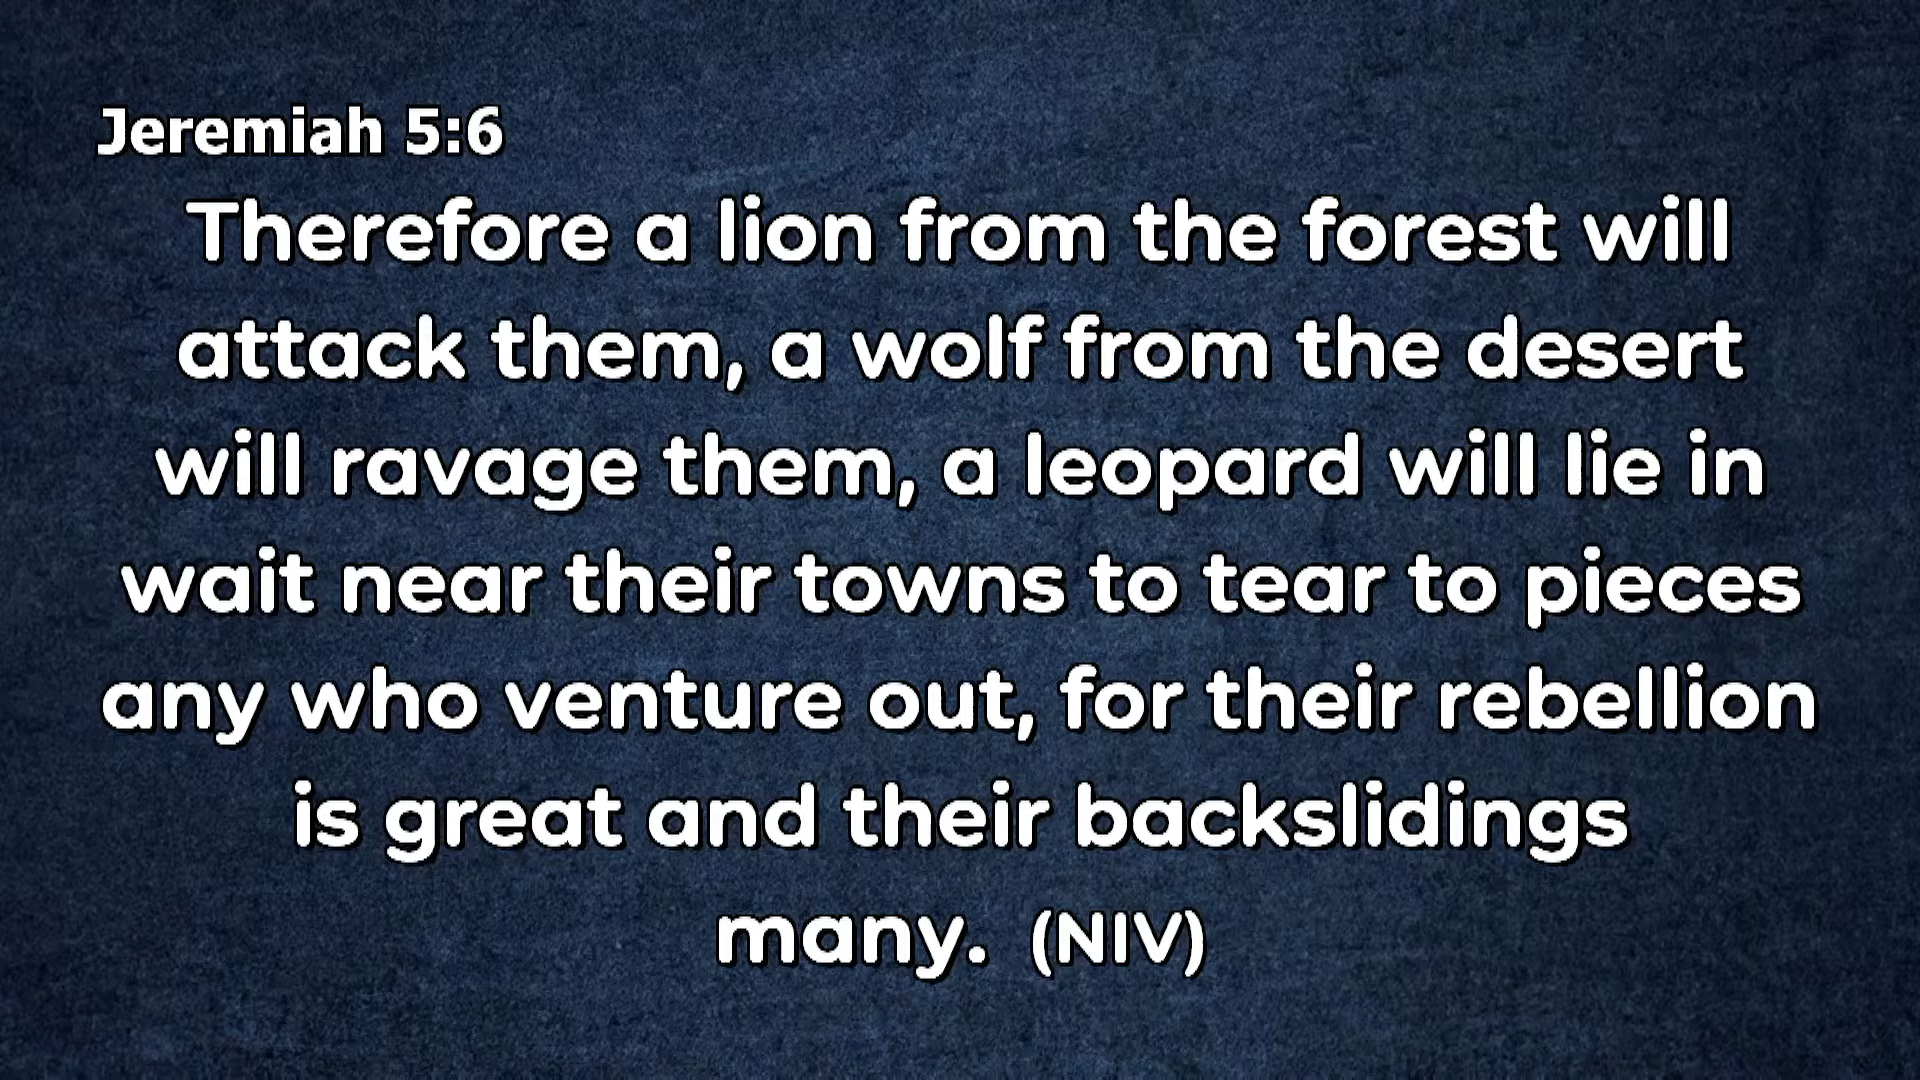 Jeremiah 5:6
Therefore a lion from the forest will
attack them, a wolf from the desert
will ravage them, a leopard will lie in
wait near their towns to tear to pieces
any who venture out, for their rebellion
is great and their backslidings
many. (NIV)